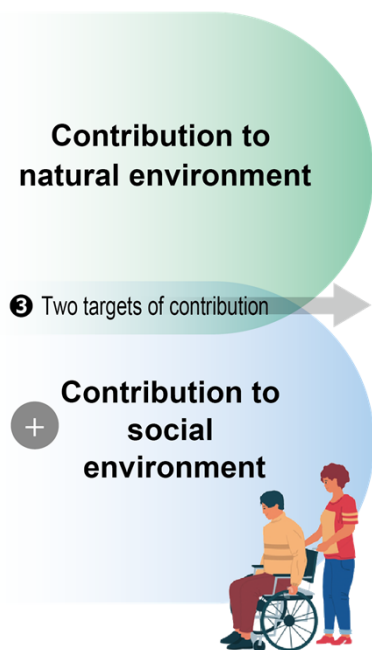 Contribution to
natural environment
❸ Two targets of contribution
Contribution to
+ social
environment